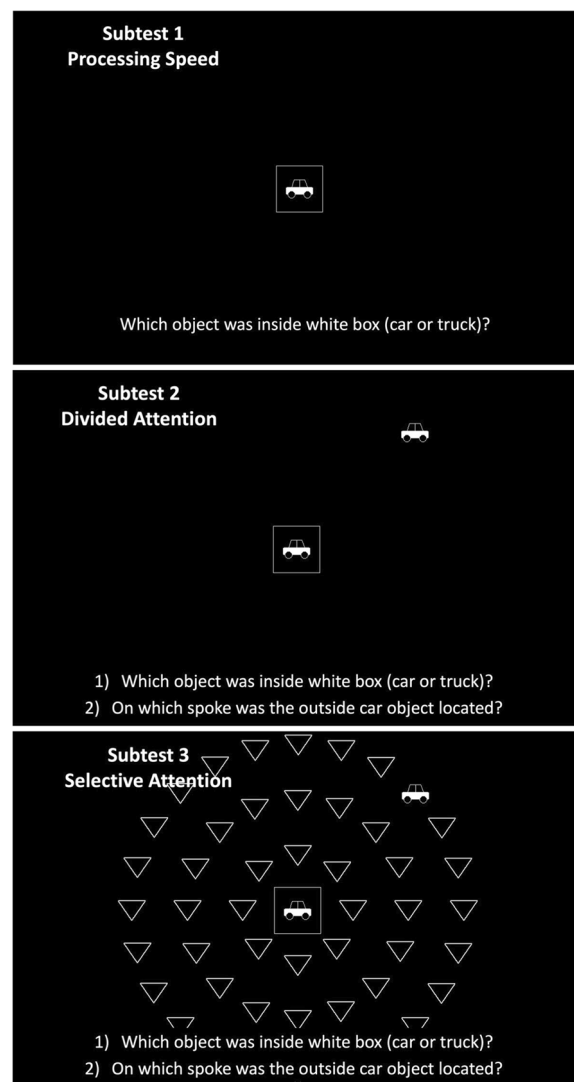 Subtest 1
Processing Speed
Which object was inside white box (car or truck)?
Subtest 2
Divided Attention
1) Which object was inside white box (car or truck)?
2) On which spoke was the outside car object located?
Subtest 3
Selective Attention
1) Which object was inside white box (car or truck)?
2) On which spoke was the outside car object located?